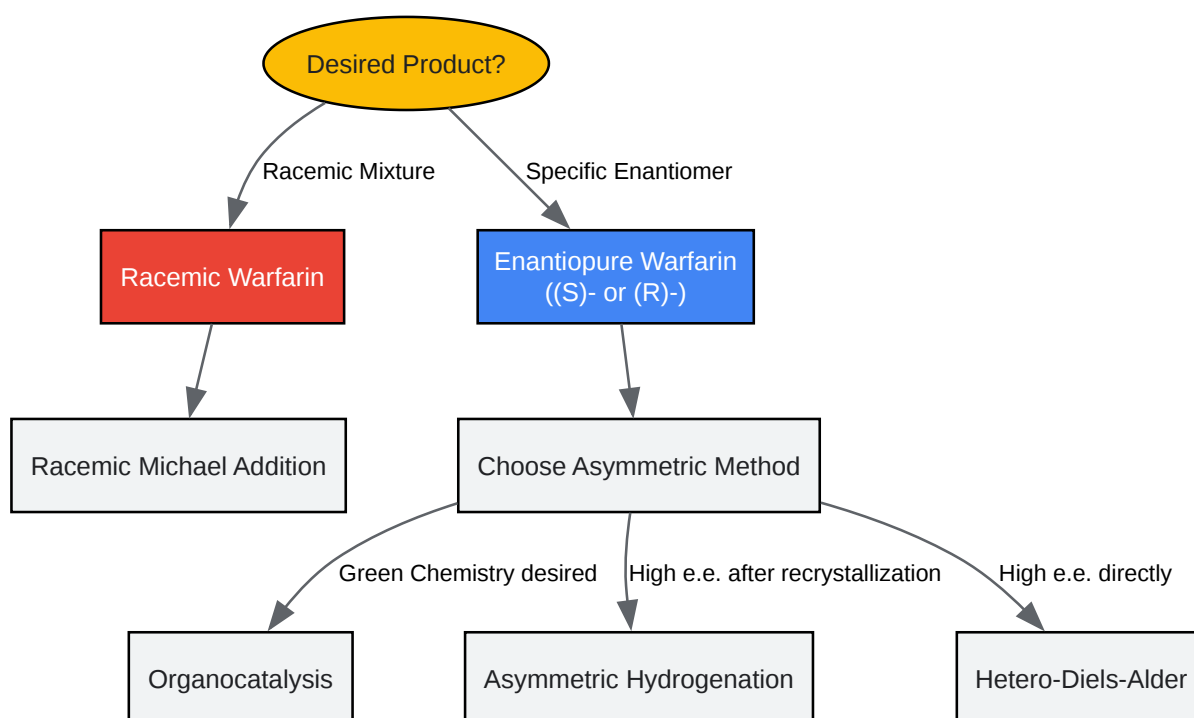 Desired Product?
Racemic Mixture
Specific Enantiomer
Racemic Warfarin
Enantiopure Warfarin
((S)- or (R)-)
Racemic Michael Addition
Choose Asymmetric Method
Green Chemistry desired
High e.e. after recrystallization
High e.e. directly
Organocatalysis
Asymmetric Hydrogenation
Hetero-Diels-Alder